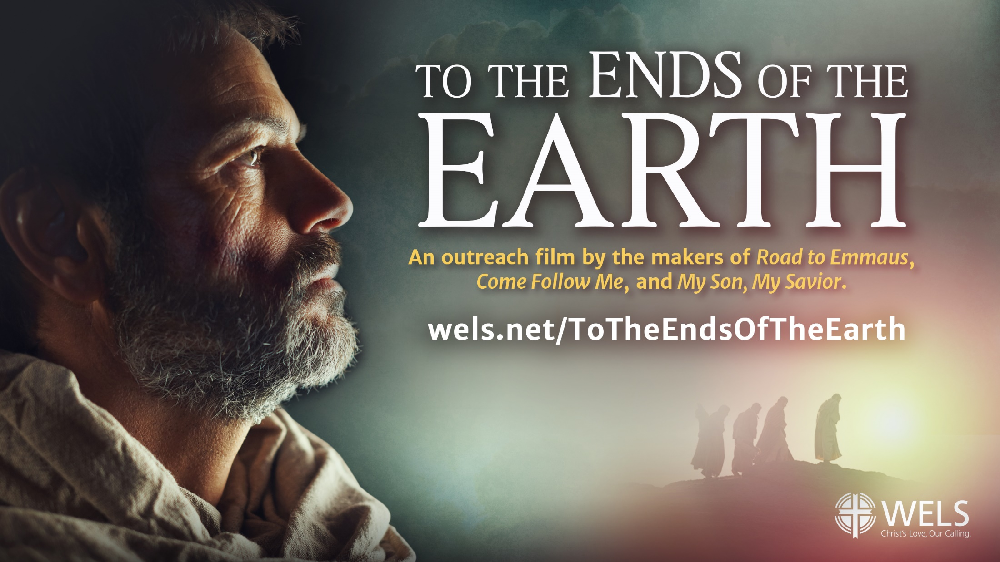 TO THE ENDS OF THE
EARTH
An outreach film by the makers of Road to Emmaus,
Come Follow Me, and My Son, My Savior.
wels.net/ToTheEndsOfTheEarth
WELS
Christ's Love, Our Calling.